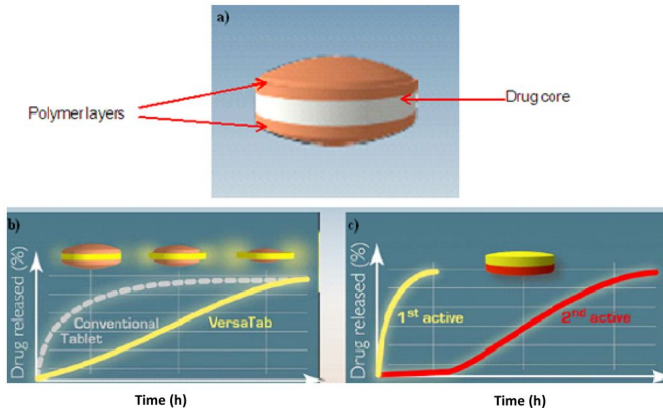 a)
Polymer layers
Drug core
b)
Drug released (%)
Conventional
Tablet
VersaTab
Time (h)
c)
Drug released (%)
1st active
2nd active
Time (h)